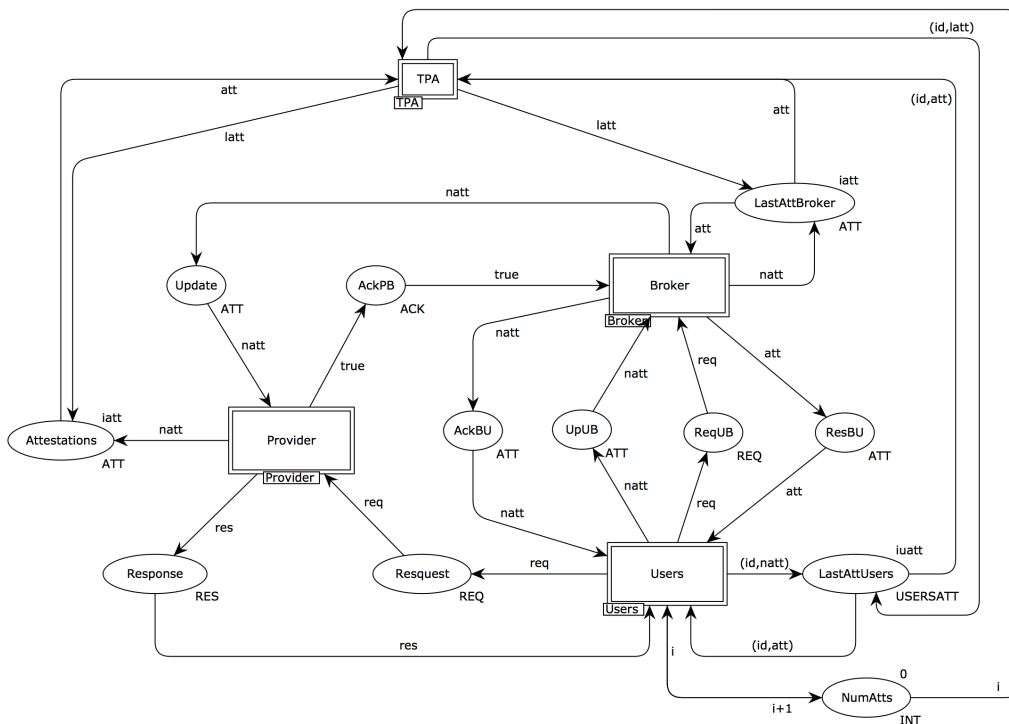 (id,latt)
TPA
TPA
att
(id,att)
att
latt
latt
natt
iatt
LastAttBroker
ATT
att
Update
ATT
AckPB
ACK
true
Broker
Broker
natt
natt
natt
true
att
req
natt
iatt
Attestations
ATT
natt
Provider
Provider
AckBU
ATT
UpUB
ATT
ReqUB
REQ
ResBU
ATT
req
natt
req
att
natt
res
iuatt
Response
RES
Resquest
REQ
req
Users
Users
(id,natt)
LastAttUsers
USERSATT
res
i
(id,att)
0
NumAtts
INT
i+1
i